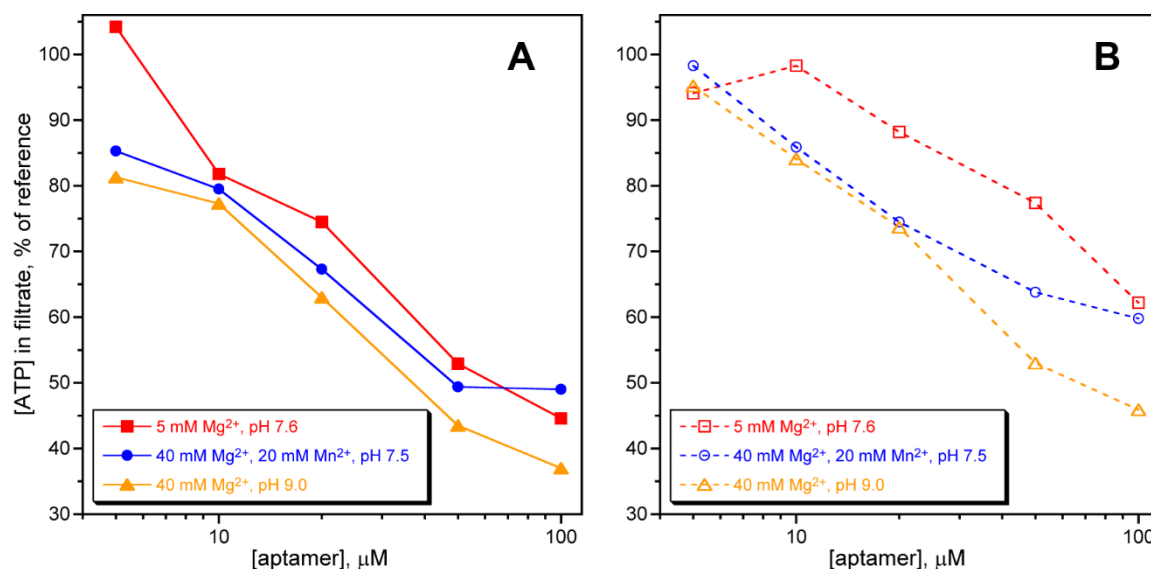 A
B
[ATP] in filtrate, % of reference
100
90
80
70
60
50
40
30
5 mM Mg²⁺, pH 7.6
40 mM Mg²⁺, 20 mM Mn²⁺, pH 7.5
40 mM Mg²⁺, pH 9.0
10
100
[aptamer], μM
100
90
80
70
60
50
40
30
5 mM Mg²⁺, pH 7.6
40 mM Mg²⁺, 20 mM Mn²⁺, pH 7.5
40 mM Mg²⁺, pH 9.0
10
100
[aptamer], μM